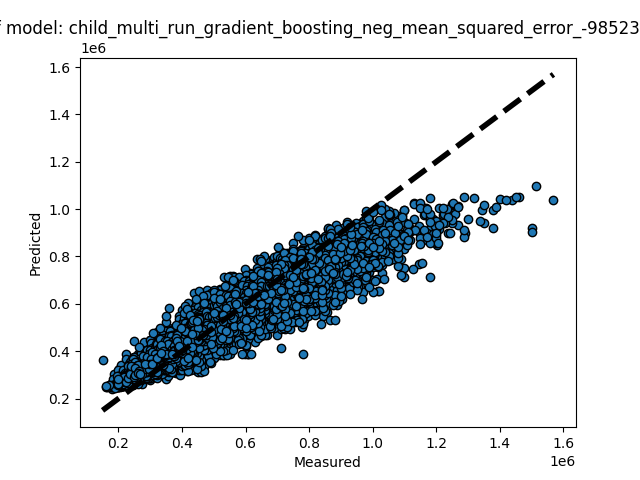 model: child_multi_run_gradient_boosting_neg_mean_squared_error_-98523
1e6
1.6
1.4
1.2
1.0
0.8
0.6
0.4
0.2
Predicted
0.2 0.4 0.6 0.8 1.0 1.2 1.4 1.6
Measured
1e6